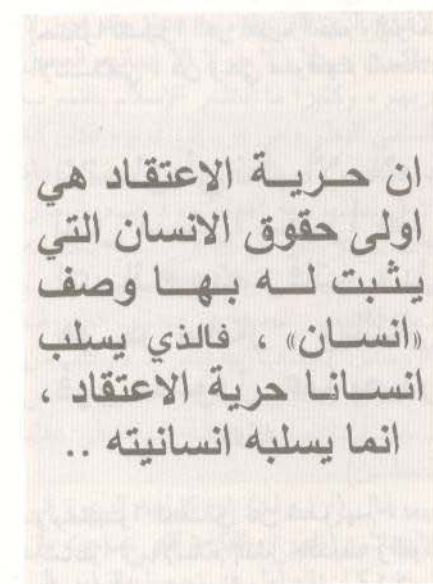 ان حرية الاعتقاد هي
اولى حقوق الانسان التي
يثبت له بها وصف
«انسان» ، فالذي يسلب
انسانا حرية الاعتقاد ،
انما يسلبه انسانيته ..